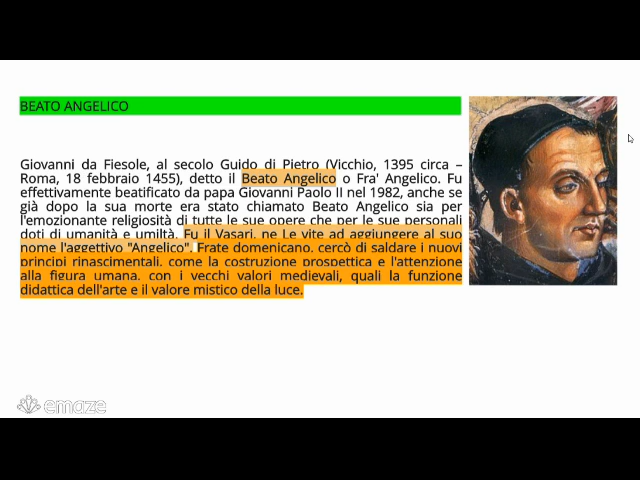 BEATO ANGELICO
Giovanni da Fiesole, al secolo Guido di Pietro (Vicchio, 1395 circa –
Roma, 18 febbraio 1455), detto il Beato Angelico o Fra' Angelico. Fu
effettivamente beatificato da papa Giovanni Paolo II nel 1982, anche se
già dopo la sua morte era stato chiamato Beato Angelico sia per
l'emozionante religiosità di tutte le sue opere che per le sue personali
doti di umanità e umiltà. Fu il Vasari, ne Le vite ad aggiungere al suo
nome l'aggettivo "Angelico". Frate domenicano, cercò di saldare i nuovi
principi rinascimentali, come la costruzione prospettica e l'attenzione
alla figura umana, con i vecchi valori medievali, quali la funzione
didattica dell'arte e il valore mistico della luce.
emaze